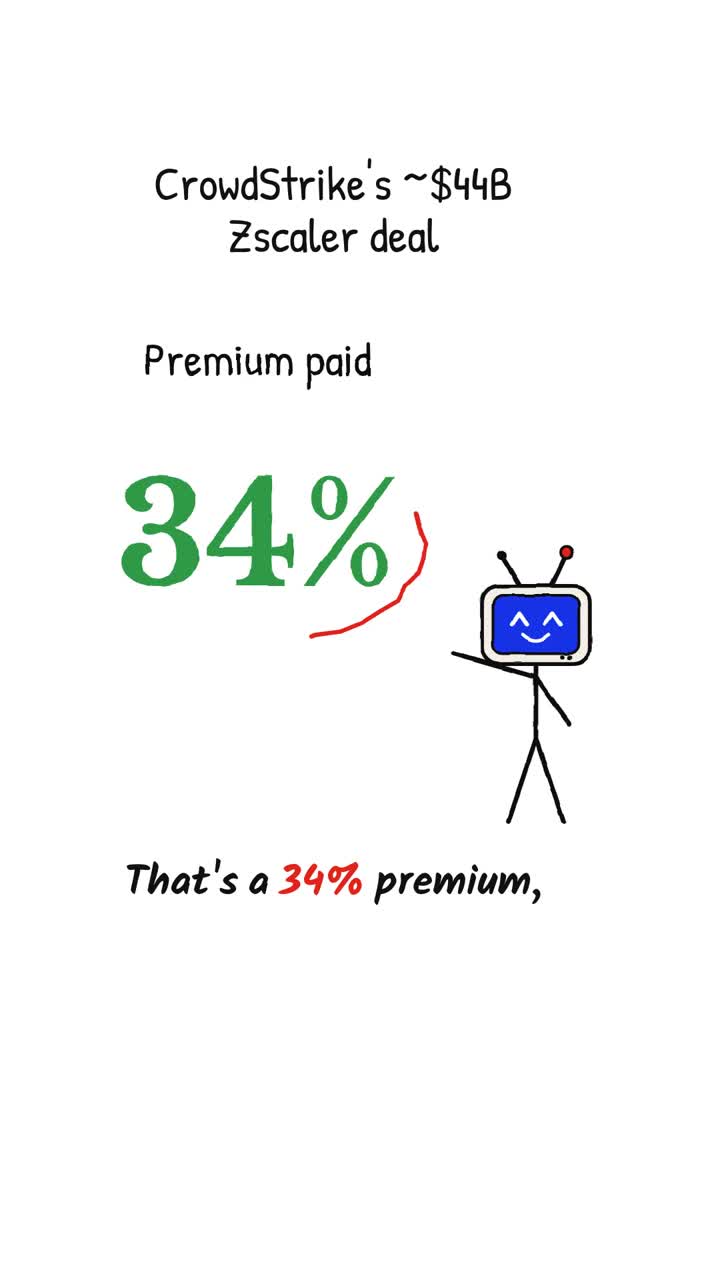 CrowdStrike's ~$44B
Zscaler deal
Premium paid
34%
That's a 34% premium,